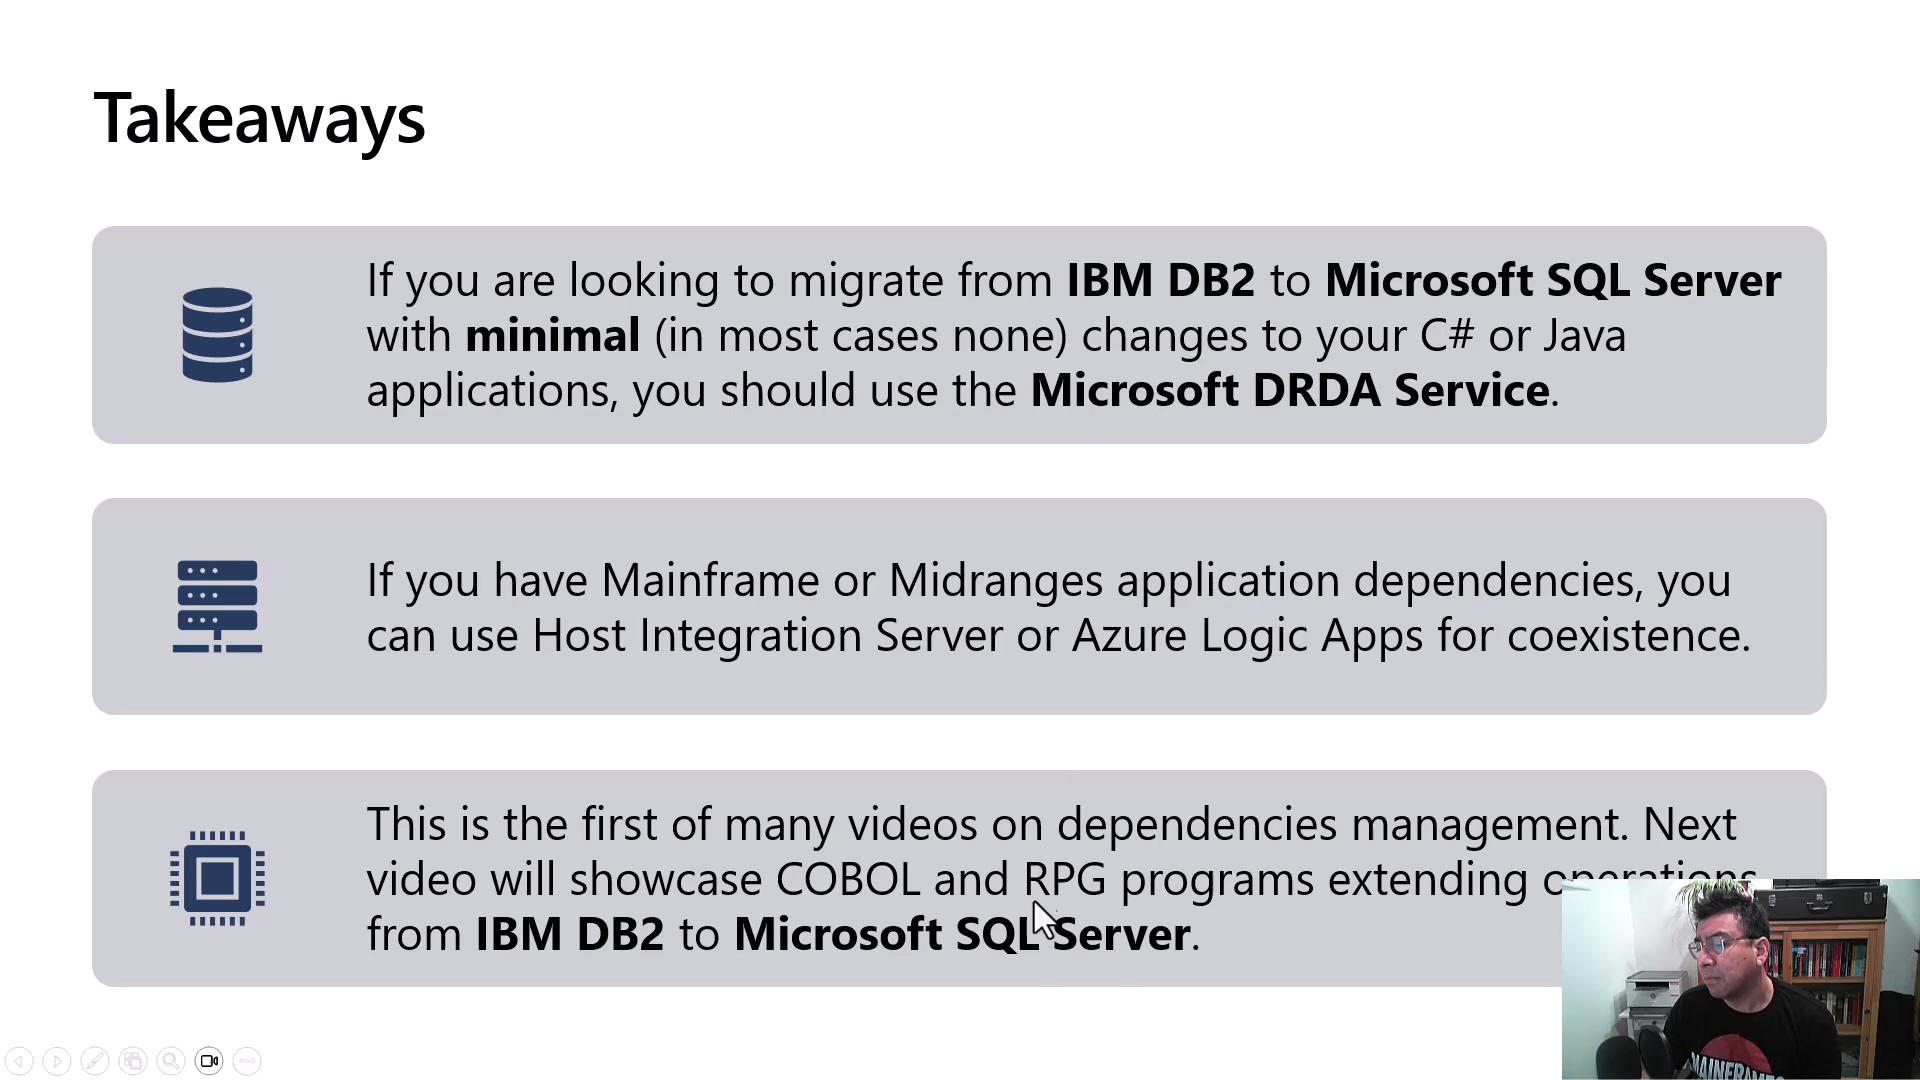 Takeaways
If you are looking to migrate from IBM DB2 to Microsoft SQL Server
with minimal (in most cases none) changes to your C# or Java
applications, you should use the Microsoft DRDA Service.
If you have Mainframe or Midranges application dependencies, you
can use Host Integration Server or Azure Logic Apps for coexistence.
This is the first of many videos on dependencies management. Next
video will showcase COBOL and RPG programs extending operations
from IBM DB2 to Microsoft SQL Server.
MAINFRAMES